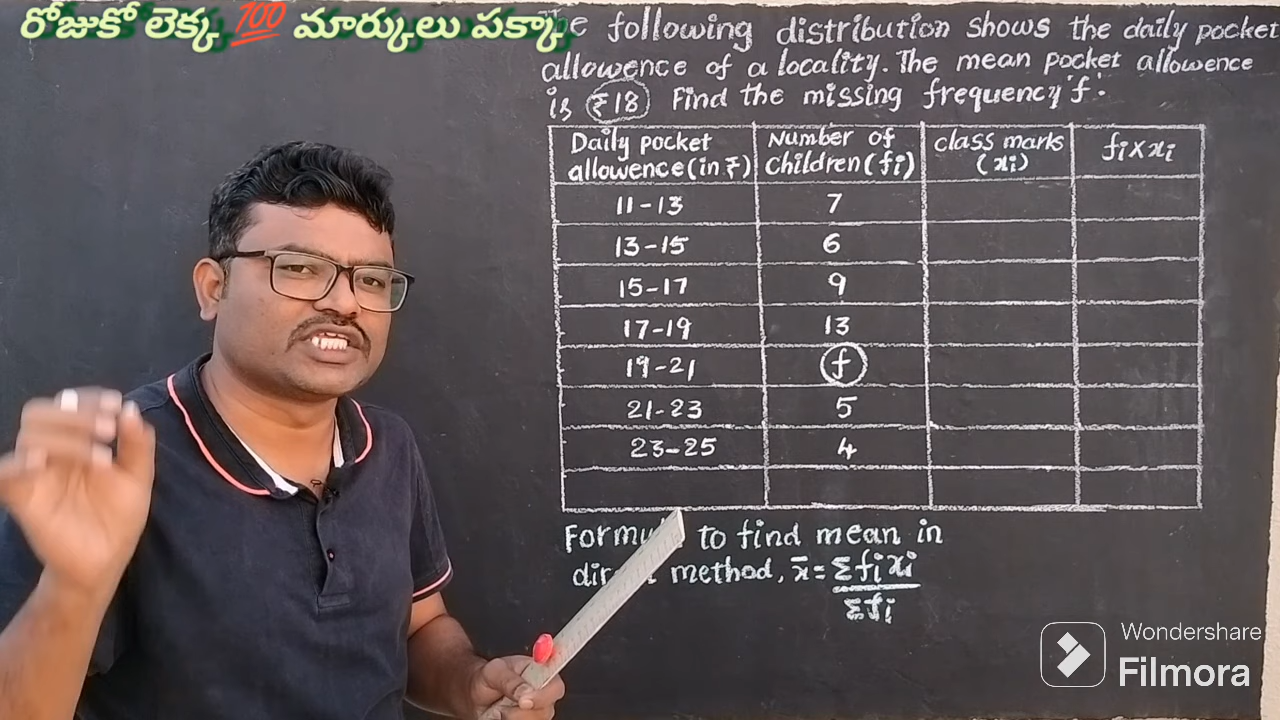 రోజుకో లెక్క 💯 మార్కులు పక్కా
The following distribution shows the daily pocket
allowence of a locality. The mean pocket allowence
is ₹18 Find the missing frequency 'f'.
Daily pocket allowence (in ₹) Number of Children (fi) class marks (xi) fi×xi
11-13 7
13-15 6
15-17 9
17-19 13
19-21 f
21-23 5
23-25 4
to find mean in
method, x̄ = Σfixi
Σfi
Wondershare
Filmora